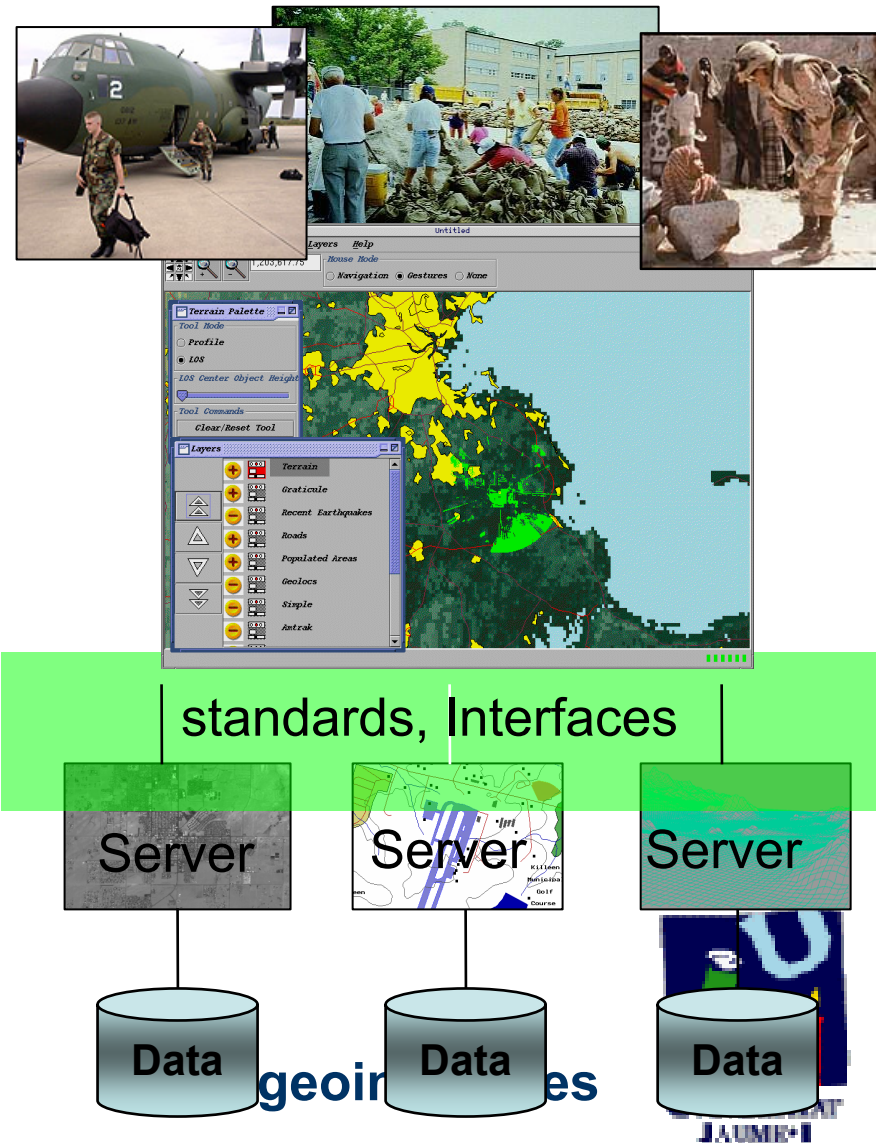 2
Untitled
Layers Help
1,203,617.75
Mouse Mode
Navigation Gestures None
Terrain Palette
Tool Mode
Profile
LOS
LOS Center Object Height
Tool Commands
Clear/Reset Tool
Layers
Terrain
Graticule
Recent Earthquakes
Roads
Populated Areas
Geolocs
Simple
Amtrak
standards, Interfaces
Server
Server
Server
Killeen
Municipa
Golf
Course
Data
Data
Data
JAUME·I